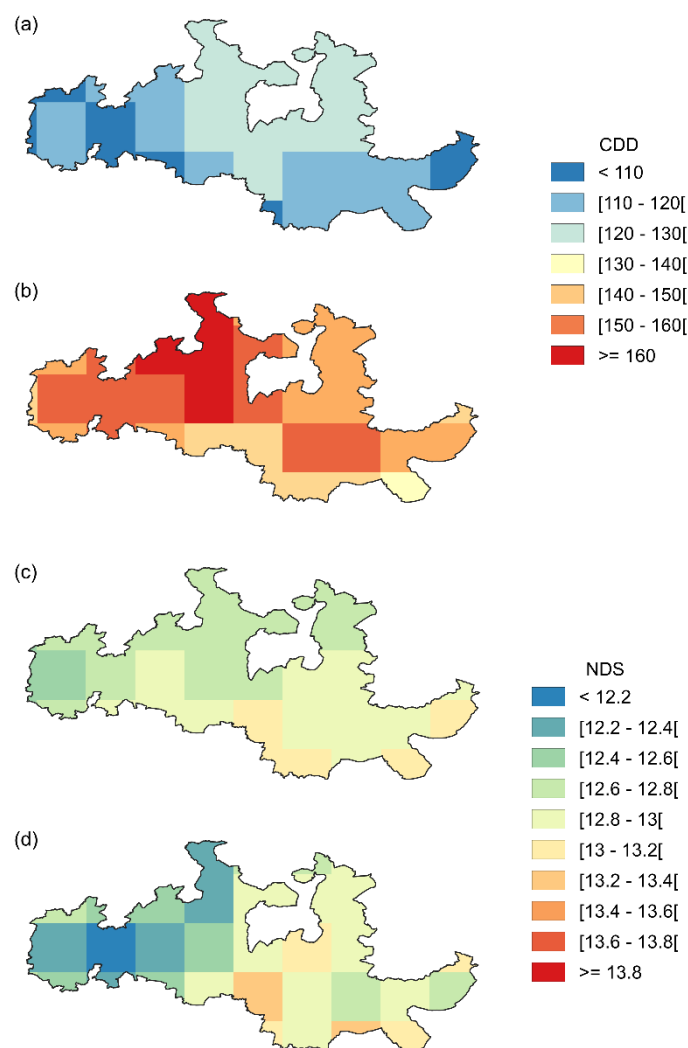 (a)
CDD
< 110
[110 - 120[
[120 - 130[
[130 - 140[
[140 - 150[
[150 - 160[
>= 160
(b)
(c)
NDS
< 12.2
[12.2 - 12.4[
[12.4 - 12.6[
[12.6 - 12.8[
[12.8 - 13[
[13 - 13.2[
[13.2 - 13.4[
[13.4 - 13.6[
[13.6 - 13.8[
>= 13.8
(d)